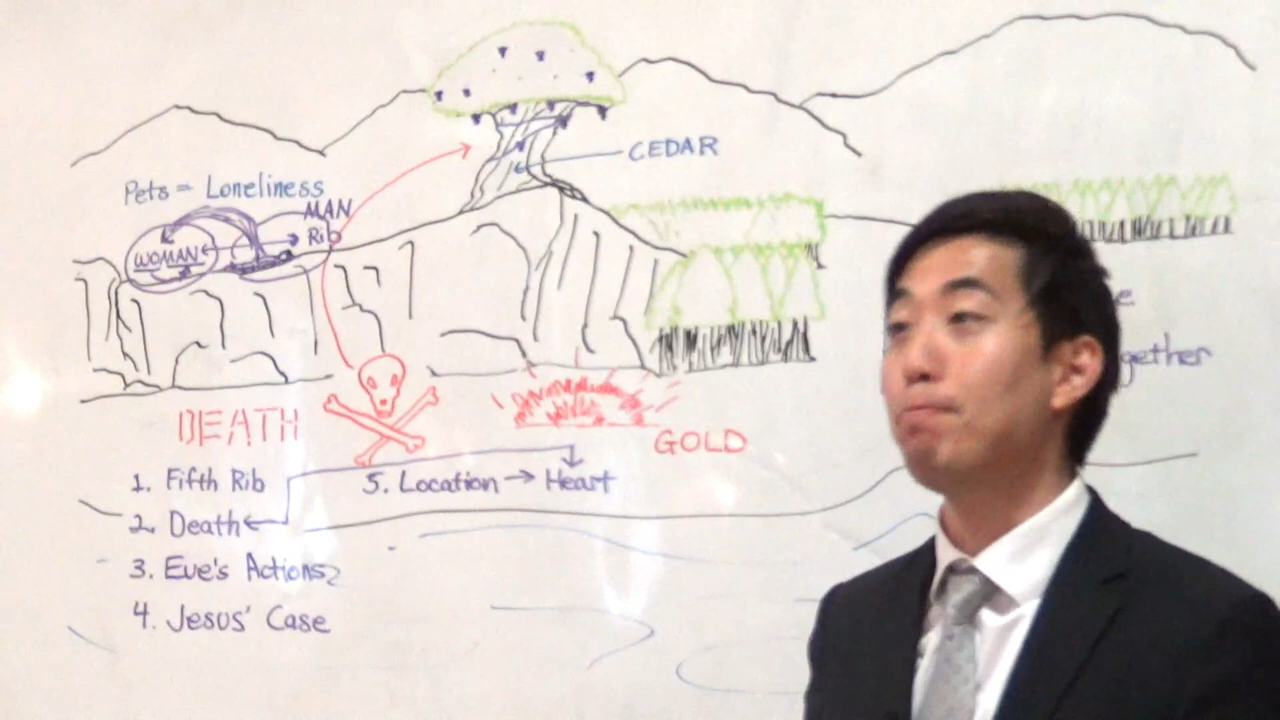 CEDAR
Pets = Loneliness
MAN
Rib
WOMAN
gether
DEATH
GOLD
1. Fifth Rib
5. Location → Heart
2. Death
3. Eve's Actions
4. Jesus' Case